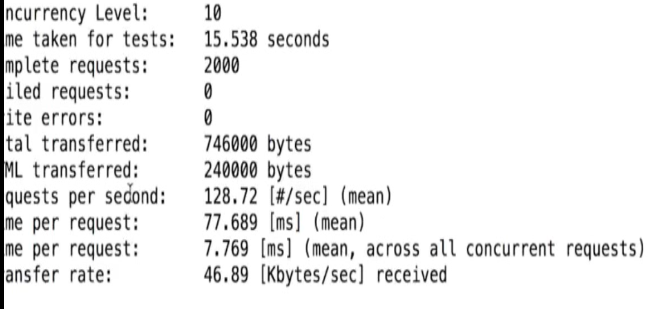 ncurrency Level: 10
me taken for tests: 15.538 seconds
mplete requests: 2000
iled requests: 0
ite errors: 0
tal transferred: 746000 bytes
ML transferred: 240000 bytes
quests per second: 128.72 [#/sec] (mean)
me per request: 77.689 [ms] (mean)
me per request: 7.769 [ms] (mean, across all concurrent requests)
ansfer rate: 46.89 [Kbytes/sec] received